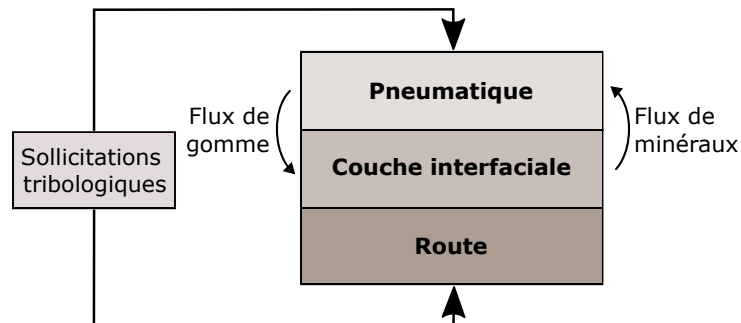 Pneumatique
Flux de
gomme
Flux de
minéraux
Sollicitations
tribologiques
Couche interfaciale
Route